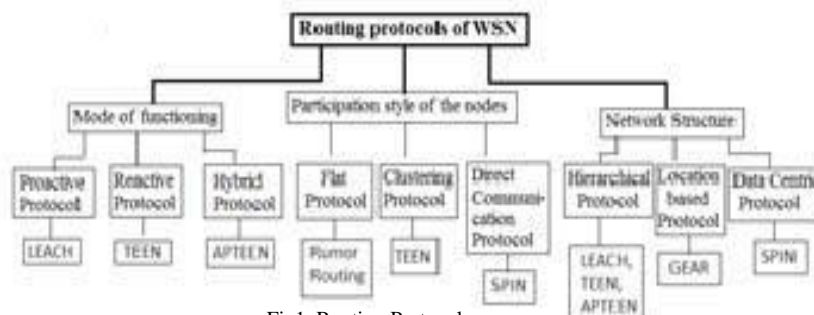 Routing protocols of WSN
Mode of functioning
Participation style of the nodes
Network Structure
Proactive
Protocol
Reactive
Protocol
Hybrid
Protocol
Flat
Protocol
Clustering
Protocol
Direct
Communi-
cation
Protocol
Hierarchical
Protocol
Location
based
Protocol
Data Centric
Protocol
LEACH
TEEN
APTEEN
Rumor
Routing
TEEN
SPIN
LEACH,
TEEN,
APTEEN
GEAR
SPIN